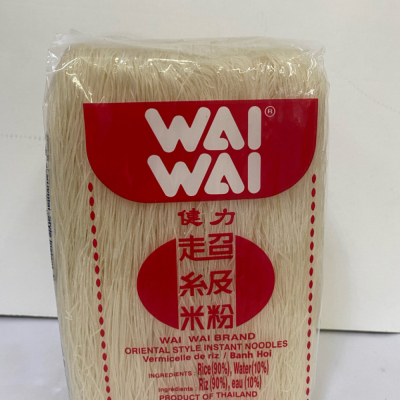 WAI®
WAI
健力
超
級
米粉
WAI WAI BRAND
ORIENTAL STYLE INSTANT NOODLES
Vermicelle de riz / Banh Hoi
INGREDIENTS: Rice (90%), Water (10%)
Ingredients: Riz (90%), eau (10%)
PRODUCT OF THAILAND